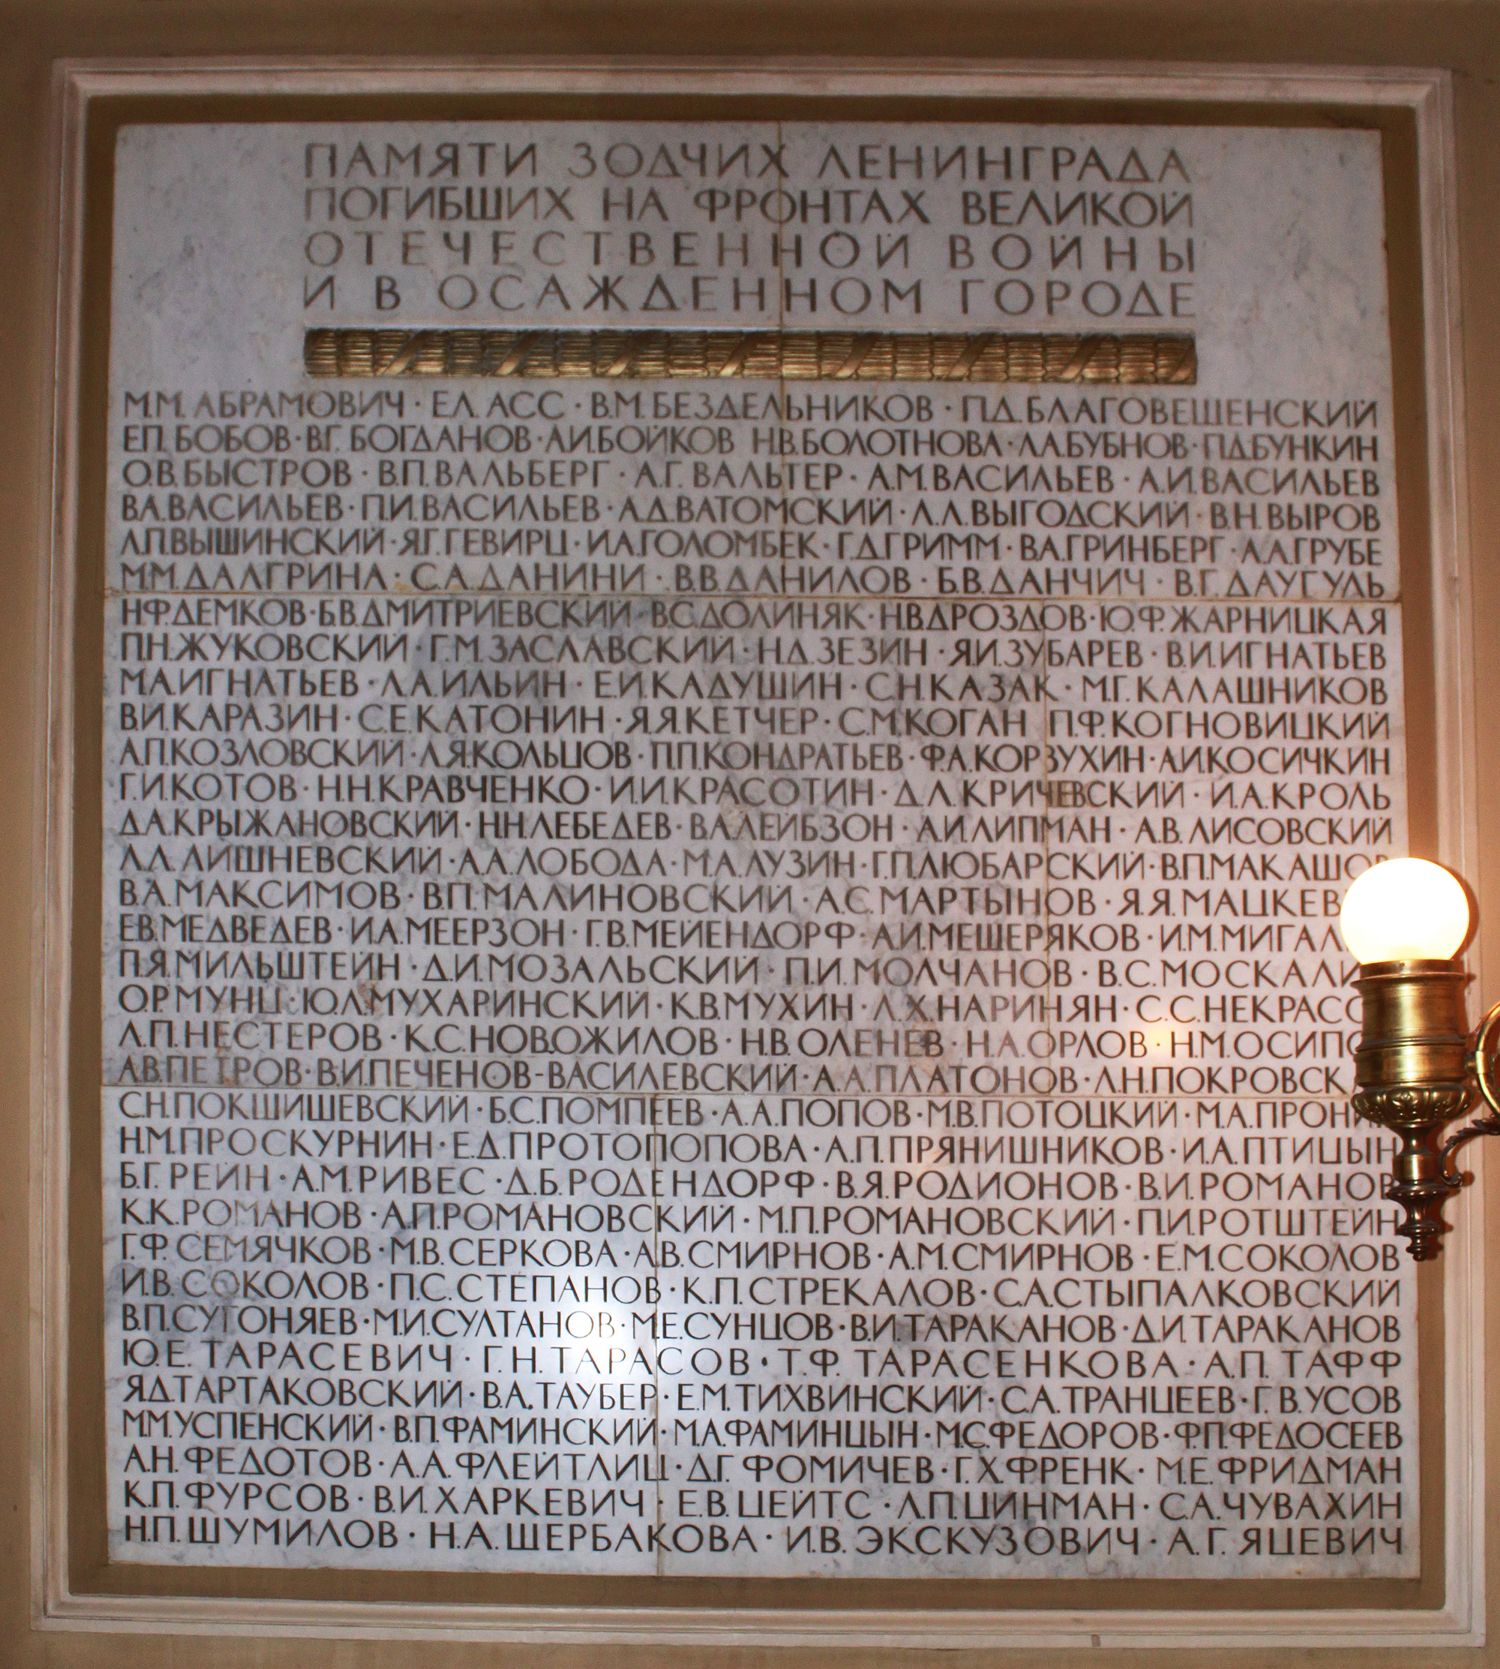 ПАМЯТИ ЗОДЧИХ ЛЕНИНГРАДА
ПОГИБШИХ НА ФРОНТАХ ВЕЛИКОЙ
ОТЕЧЕСТВЕННОЙ ВОЙНЫ
И В ОСАЖДЕННОМ ГОРОДЕ
М.М.АБРАМОВИЧ · Е.Л.АСС · В.М.БЕЗДЕЛЬНИКОВ · П.Д.БЛАГОВЕЩЕНСКИЙ
Е.П.БОБОВ · В.Г.БОГДАНОВ · А.И.БОЙКОВ Н.В.БОЛОТНОВА · Л.А.БУБНОВ · П.Д.БУНКИН
О.В.БЫСТРОВ · В.П.ВАЛЬБЕРГ · А.Г.ВАЛЬТЕР · А.М.ВАСИЛЬЕВ · А.И.ВАСИЛЬЕВ
В.А.ВАСИЛЬЕВ · П.И.ВАСИЛЬЕВ · А.Д.ВАТОМСКИЙ · Л.Л.ВЫГОДСКИЙ · В.Н.ВЫРОВ
Л.П.ВЫШИНСКИЙ · Я.Г.ГЕВИРЦ · И.А.ГОЛОМБЕК · Г.Д.ГРИММ · В.А.ГРИНБЕРГ · А.А.ГРУБЕ
М.М.ДАЛГРИНА · С.А.ДАНИНИ · В.В.ДАНИЛОВ · Б.В.ДАНЧИЧ · В.Г.ДАУГУЛЬ
Н.Ф.ДЕМКОВ · Б.В.ДМИТРИЕВСКИЙ · В.С.ДОЛИНЯК · Н.В.ДРОЗДОВ · Ю.Ф.ЖАРНИЦКАЯ
П.Н.ЖУКОВСКИЙ · Г.М.ЗАСЛАВСКИЙ · Н.Д.ЗЕЗИН · Я.И.ЗУБАРЕВ · В.И.ИГНАТЬЕВ
М.А.ИГНАТЬЕВ · Л.А.ИЛЬИН · Е.И.КАДУШИН · С.Н.КАЗАК · М.Г.КАЛАШНИКОВ
В.И.КАРАЗИН · С.Е.КАТОНИН · Я.Я.КЕТЧЕР · С.М.КОГАН П.Ф.КОГНОВИЦКИЙ
А.П.КОЗЛОВСКИЙ · Л.Я.КОЛЬЦОВ · П.П.КОНДРАТЬЕВ · Ф.А.КОРЗУХИН · А.И.КОСИЧКИН
Г.И.КОТОВ · Н.Н.КРАВЧЕНКО · И.И.КРАСОТИН · Д.Л.КРИЧЕВСКИЙ · И.А.КРОЛЬ
Д.А.КРЫЖАНОВСКИЙ · Н.Н.ЛЕБЕДЕВ · В.А.ЛЕЙБЗОН · А.И.ЛИПМАН · А.В.ЛИСОВСКИЙ
Л.Л.ЛИШНЕВСКИЙ · А.А.ЛОБОДА · М.А.ЛУЗИН · Г.П.ЛЮБАРСКИЙ · В.П.МАКАШОВ
В.А.МАКСИМОВ · В.П.МАЛИНОВСКИЙ · А.С.МАРТЫНОВ · Я.Я.
Е.В.МЕДВЕДЕВ · И.А.МЕЕРЗОН · Г.В.МЕЙЕНДОРФ · А.И.МЕЩЕРЯКОВ · И.М.
П.Я.МИЛЬШТЕЙН · Д.И.МОЗАЛЬСКИЙ · П.И.МОЛЧАНОВ · В.С.
О.Р.МУНЦ · Ю.Л.МУХАРИНСКИЙ · К.В.МУХИН · Л.Х.НАРИНЯН · С.С.
Л.П.НЕСТЕРОВ · К.С.НОВОЖИЛОВ · Н.В.ОЛЕНЕВ · Н.А.ОРЛОВ · Н.М.
А.В.ПЕТРОВ · В.И.ПЕЧЕНОВ-ВАСИЛЕВСКИЙ · А.А.ПЛАТОНОВ · Л.Н.
С.Н.ПОКШИШЕВСКИЙ · Б.С.ПОМПЕЕВ · А.А.ПОПОВ · М.В.ПОТОЦКИЙ · М.А.
Н.М.ПРОСКУРНИН · Е.Д.ПРОТОПОПОВА · А.П.ПРЯНИШНИКОВ · И.А.ПТИЦЫН
Б.Г.РЕЙН · А.М.РИВЕС · Д.Б.РОДЕНДОРФ · В.Я.РОДИОНОВ · В.И.РОМАНОВ
К.К.РОМАНОВ · А.П.РОМАНОВСКИЙ · М.П.РОМАНОВСКИЙ · П.И.РОТШТЕЙН
Г.Ф.СЕМЯЧКОВ · М.В.СЕРКОВА · А.В.СМИРНОВ · А.М.СМИРНОВ · Е.М.СОКОЛОВ
И.В.СОКОЛОВ · П.С.СТЕПАНОВ · К.П.СТРЕКАЛОВ · С.А.СТЫПАЛКОВСКИЙ
В.П.СУГОНЯЕВ · М.И.СУЛТАНОВ · М.Е.СУНЦОВ · В.И.ТАРАКАНОВ · Д.И.ТАРАКАНОВ
Ю.Е.ТАРАСЕВИЧ · Г.Н.ТАРАСОВ · Т.Ф.ТАРАСЕНКОВА · А.П.ТАФФ
Я.Д.ТАРТАКОВСКИЙ · В.А.ТАУБЕР · Е.М.ТИХВИНСКИЙ · С.А.ТРАНЦЕЕВ · Г.В.УСОВ
М.М.УСПЕНСКИЙ · В.П.ФАМИНСКИЙ · М.А.ФАМИНЦЫН · М.С.ФЕДОРОВ · Ф.П.ФЕДОСЕЕВ
А.Н.ФЕДОТОВ · А.А.ФЛЕЙТЛИЦ · Д.Г.ФОМИЧЕВ · Г.Х.ФРЕНК · М.Е.ФРИДМАН
К.П.ФУРСОВ · В.И.ХАРКЕВИЧ · Е.В.ЦЕЙТС · Л.П.ЦИНМАН · С.А.ЧУВАХИН
Н.П.ШУМИЛОВ · Н.А.ЩЕРБАКОВА · И.В.ЭКСКУЗОВИЧ · А.Г.ЯЦЕВИЧ